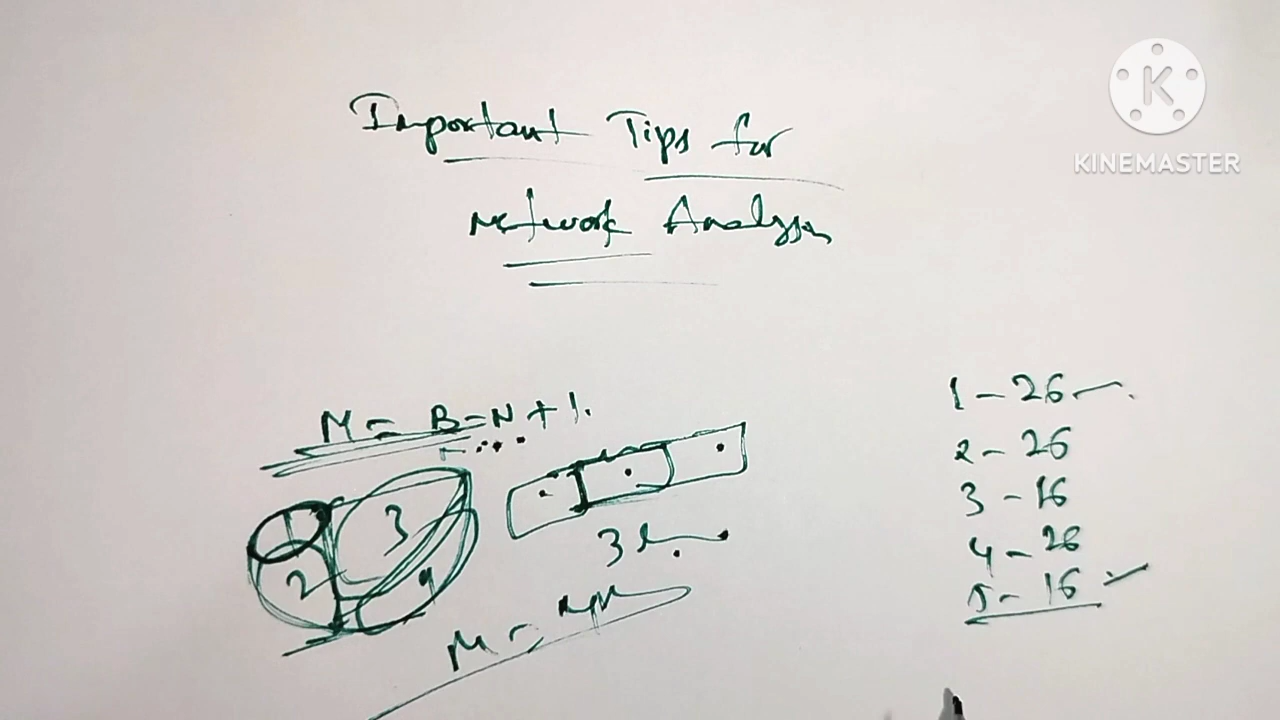 Important Tips for
Network Analysis
KINEMASTER
M = B - N + 1.
1
2
3
4
3
M =
1 - 26
2 - 26
3 - 16
4 - 26
5 - 16